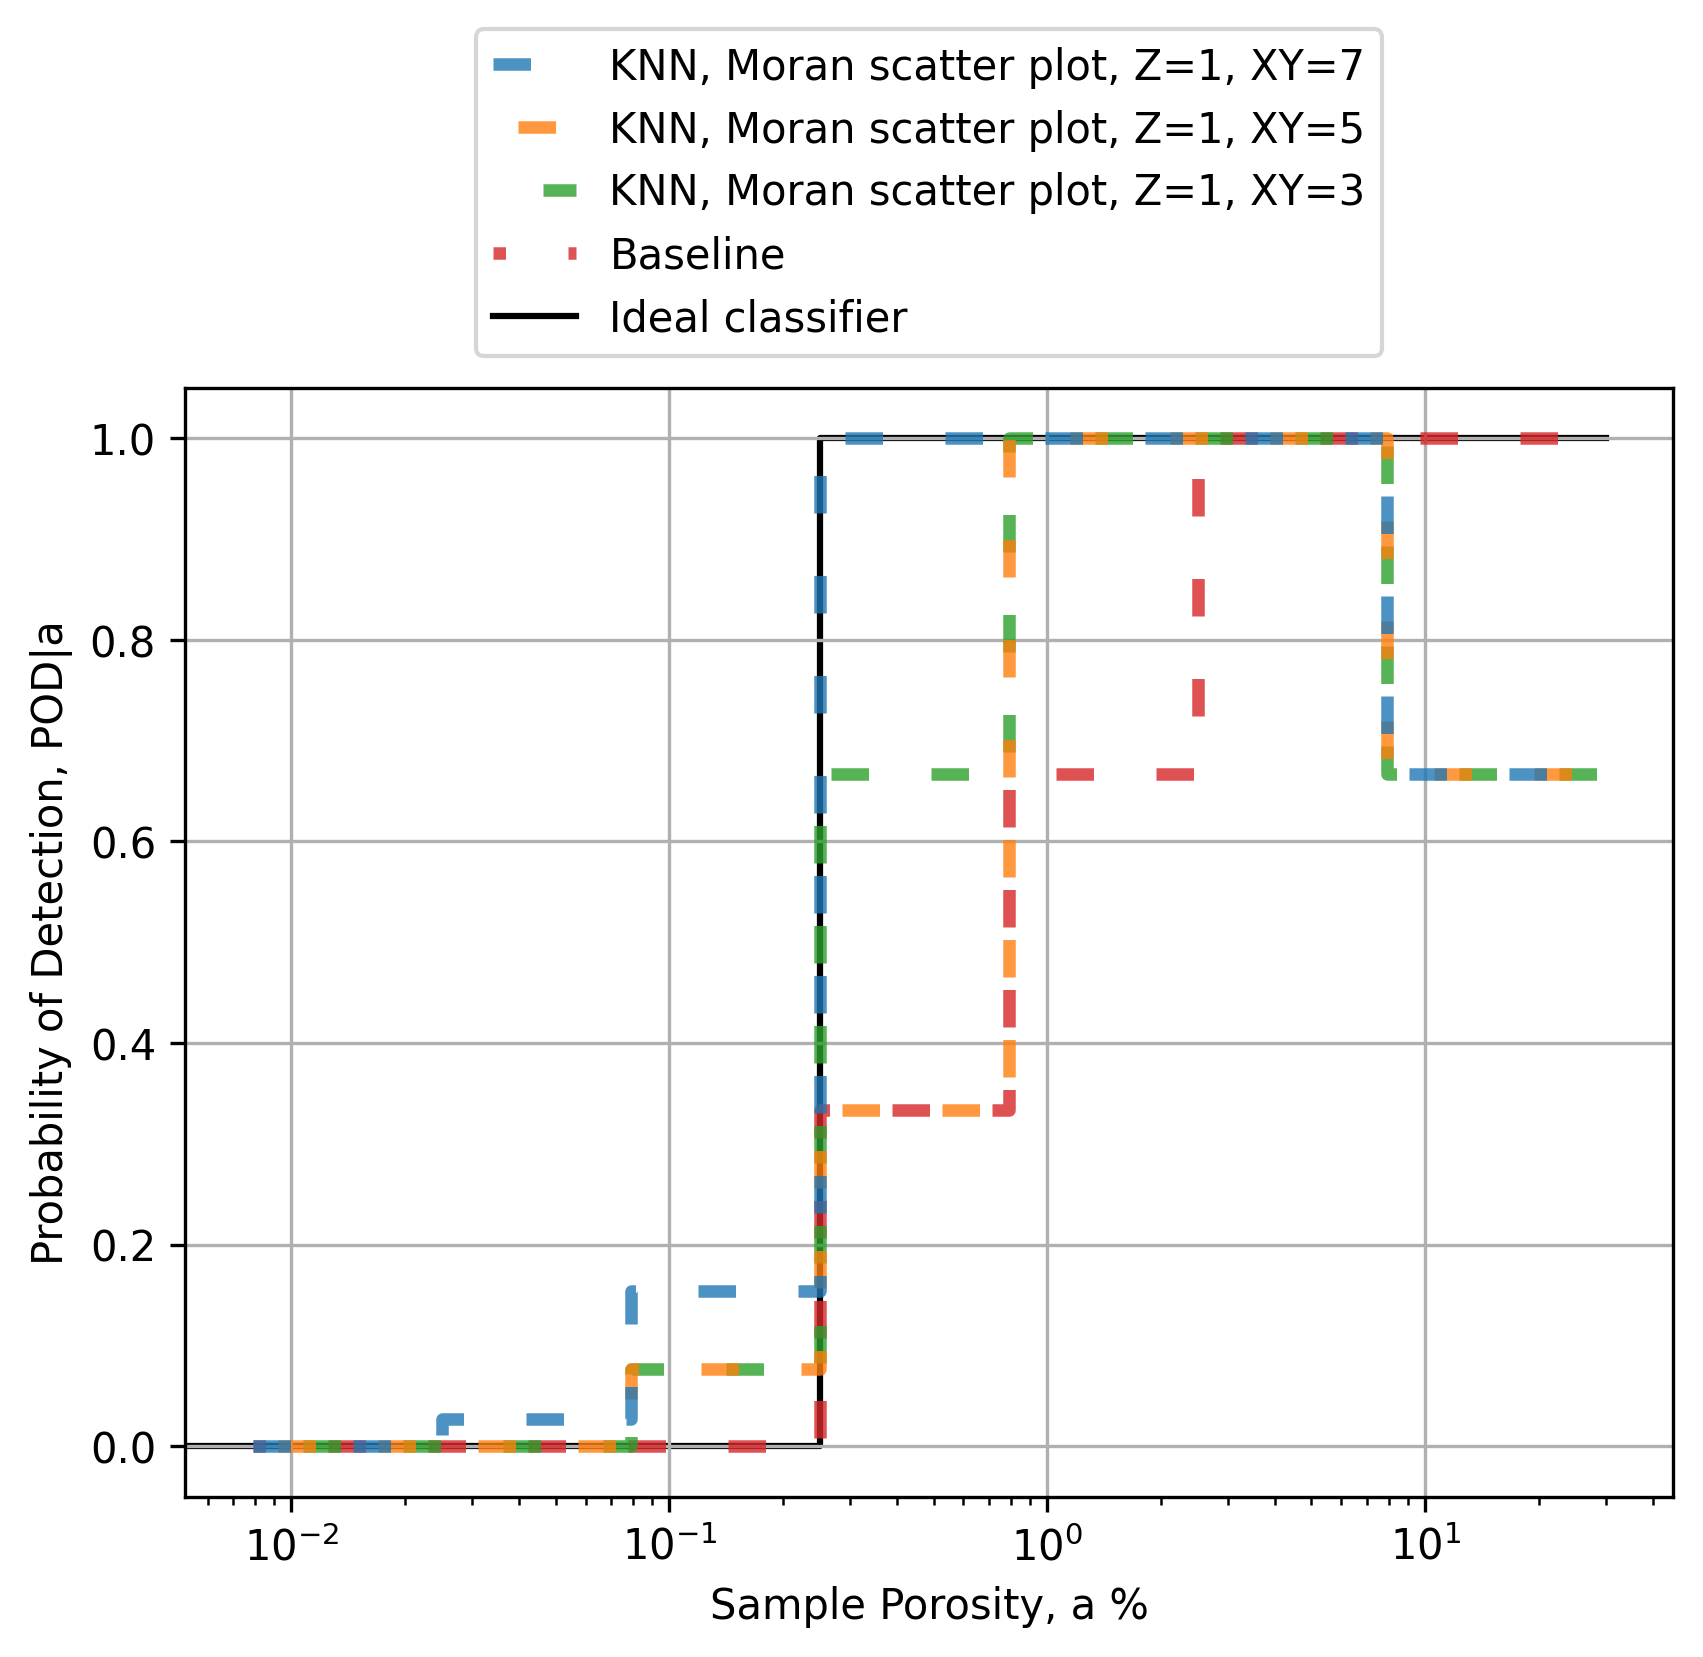 KNN, Moran scatter plot, Z=1, XY=7
KNN, Moran scatter plot, Z=1, XY=5
KNN, Moran scatter plot, Z=1, XY=3
Baseline
Ideal classifier
1.0
0.8
0.6
0.4
0.2
0.0
Probability of Detection, POD|a
10⁻²
10⁻¹
10⁰
10¹
Sample Porosity, a %